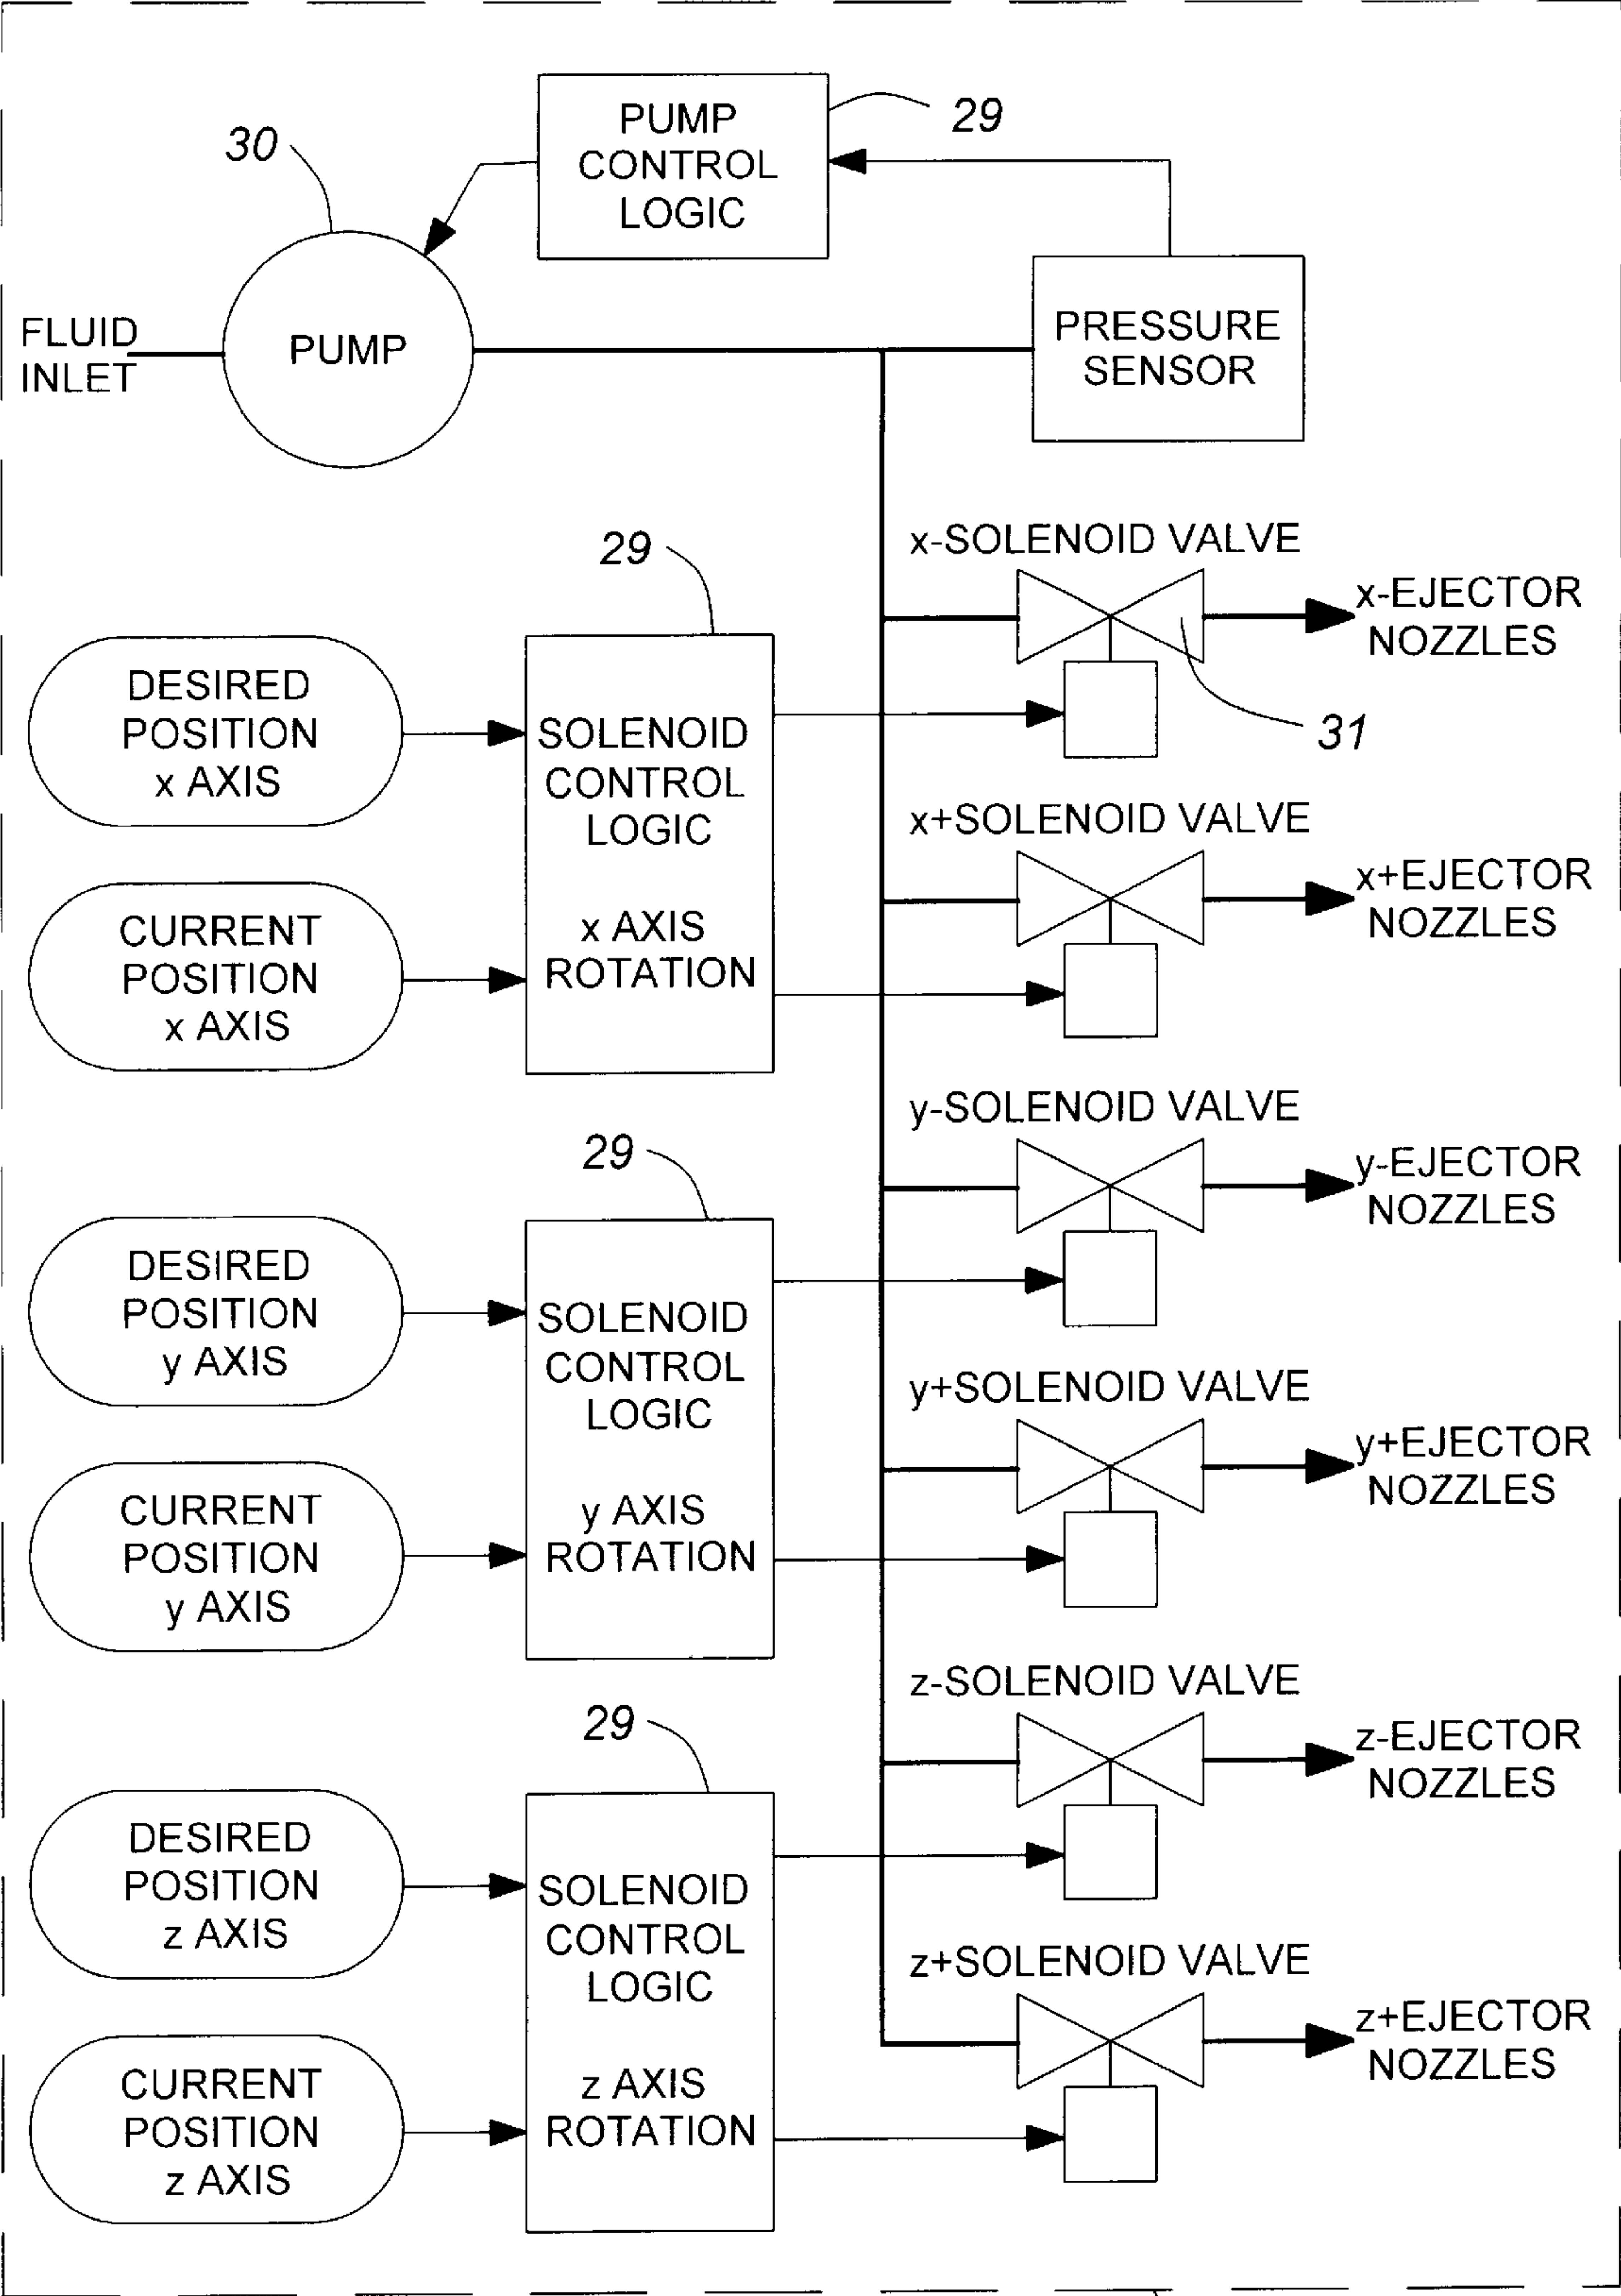 29
PUMP
CONTROL
LOGIC
30
FLUID
INLET
PUMP
PRESSURE
SENSOR
x-SOLENOID VALVE
x-EJECTOR
NOZZLES
31
29
DESIRED
POSITION
x AXIS
SOLENOID
CONTROL
LOGIC
x AXIS
ROTATION
CURRENT
POSITION
x AXIS
x+SOLENOID VALVE
x+EJECTOR
NOZZLES
y-SOLENOID VALVE
y-EJECTOR
NOZZLES
29
DESIRED
POSITION
y AXIS
SOLENOID
CONTROL
LOGIC
y AXIS
ROTATION
CURRENT
POSITION
y AXIS
y+SOLENOID VALVE
y+EJECTOR
NOZZLES
z-SOLENOID VALVE
z-EJECTOR
NOZZLES
29
DESIRED
POSITION
z AXIS
SOLENOID
CONTROL
LOGIC
z AXIS
ROTATION
CURRENT
POSITION
z AXIS
z+SOLENOID VALVE
z+EJECTOR
NOZZLES